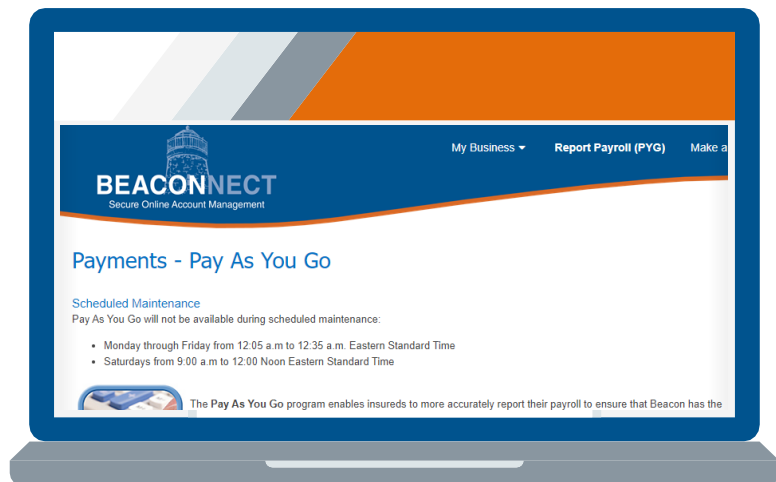 My Business Report Payroll (PYG) Make a
BEACONNECT
Secure Online Account Management
Payments - Pay As You Go
Scheduled Maintenance
Pay As You Go will not be available during scheduled maintenance:
• Monday through Friday from 12:05 a.m to 12:35 a.m. Eastern Standard Time
• Saturdays from 9:00 a.m to 12:00 Noon Eastern Standard Time
The Pay As You Go program enables insureds to more accurately report their payroll to ensure that Beacon has the